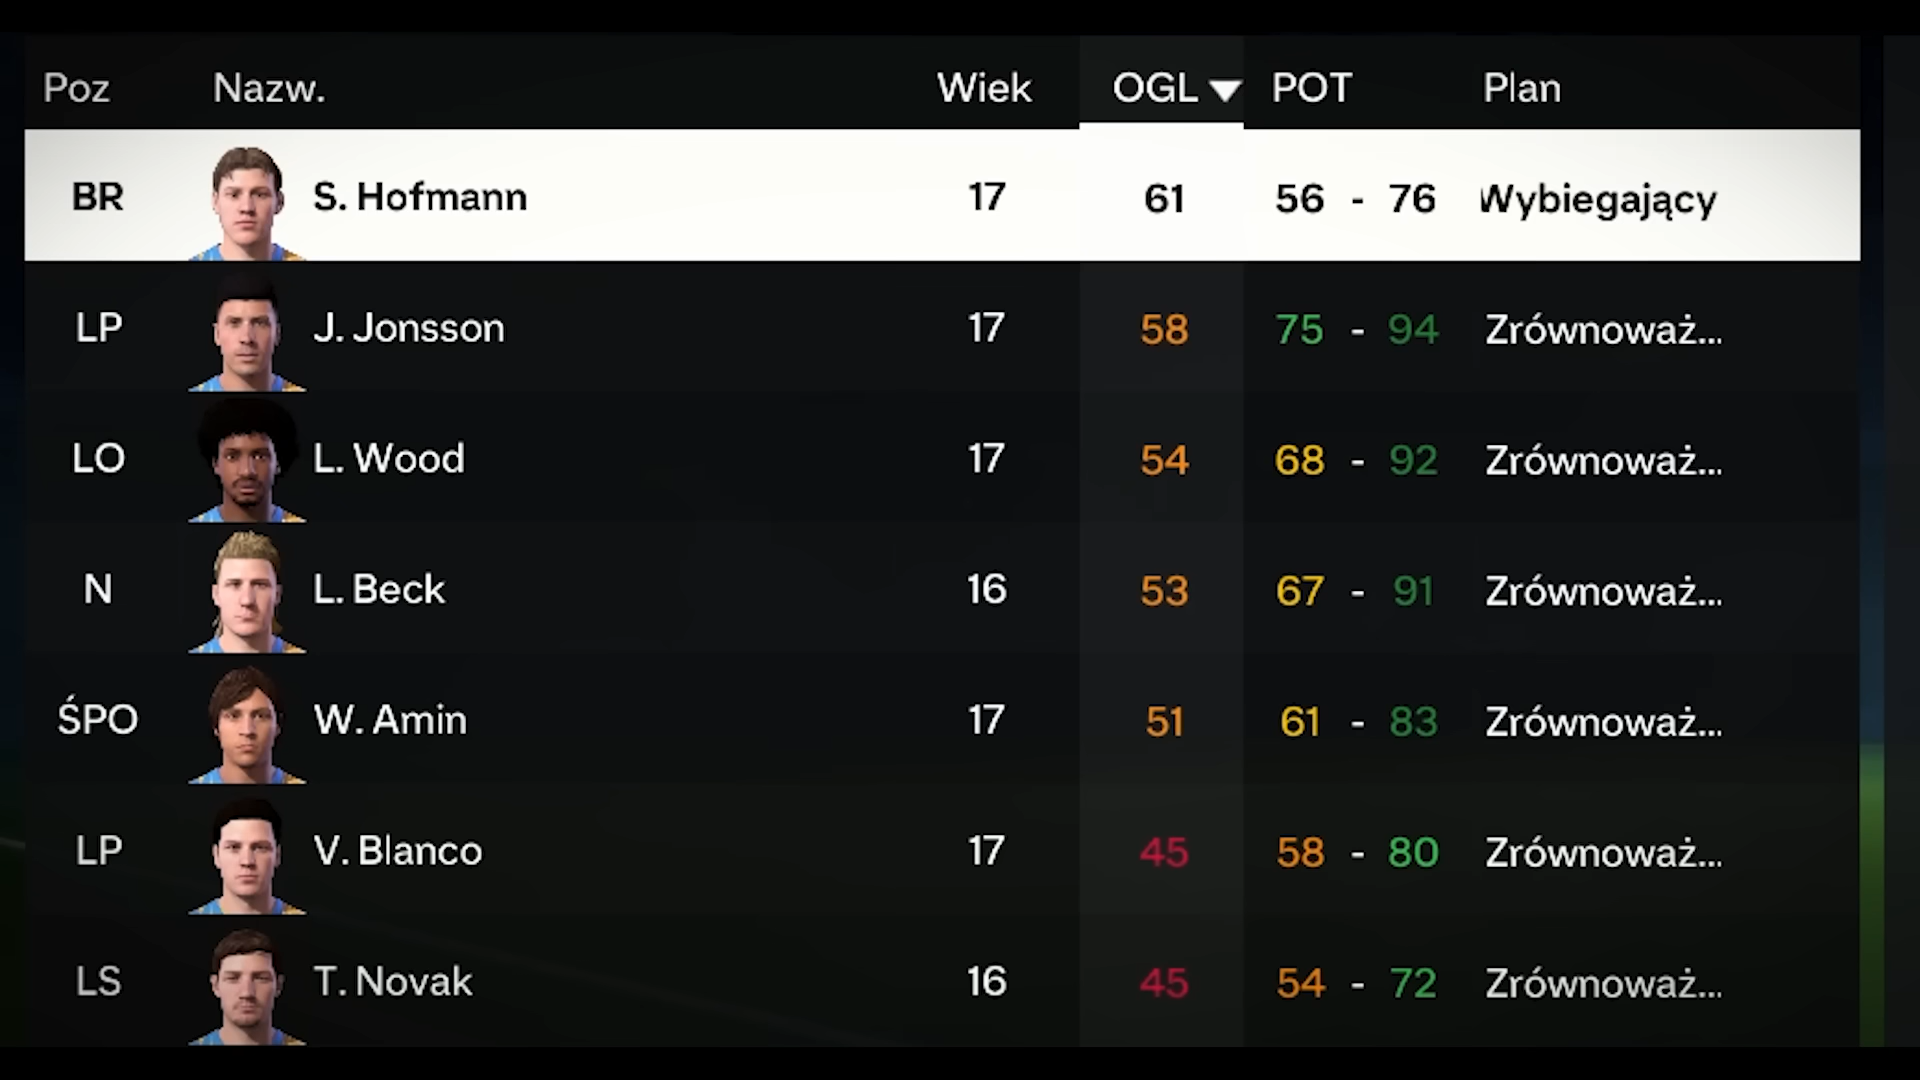 Poz Nazw. Wiek OGL POT Plan
BR S. Hofmann 17 61 56 - 76 Wybiegający
LP J. Jonsson 17 58 75 - 94 Zrównoważ...
LO L. Wood 17 54 68 - 92 Zrównoważ...
N L. Beck 16 53 67 - 91 Zrównoważ...
ŚPO W. Amin 17 51 61 - 83 Zrównoważ...
LP V. Blanco 17 45 58 - 80 Zrównoważ...
LS T. Novak 16 45 54 - 72 Zrównoważ...